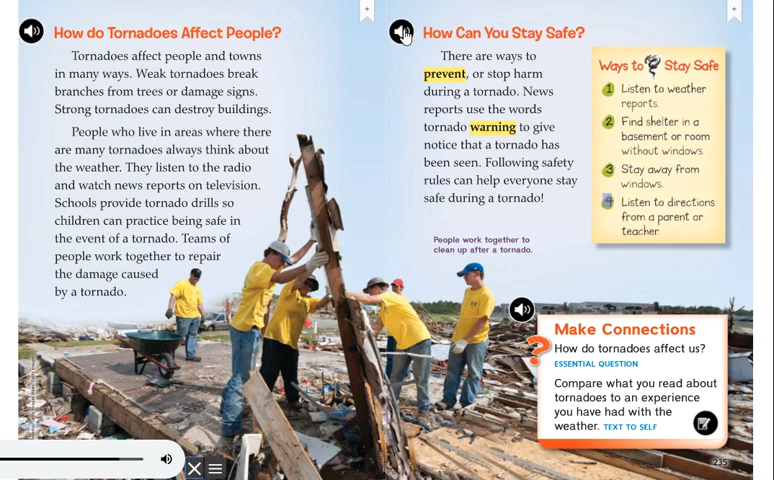 How do Tornadoes Affect People?
Tornadoes affect people and towns
in many ways. Weak tornadoes break
branches from trees or damage signs.
Strong tornadoes can destroy buildings.
People who live in areas where there
are many tornadoes always think about
the weather. They listen to the radio
and watch news reports on television.
Schools provide tornado drills so
children can practice being safe in
the event of a tornado. Teams of
people work together to repair
the damage caused
by a tornado.
How Can You Stay Safe?
There are ways to
prevent, or stop harm
during a tornado. News
reports use the words
tornado warning to give
notice that a tornado has
been seen. Following safety
rules can help everyone stay
safe during a tornado!
Ways to Stay Safe
1 Listen to weather
reports.
2 Find shelter in a
basement or room
without windows.
3 Stay away from
windows.
4 Listen to directions
from a parent or
teacher.
People work together to
clean up after a tornado.
Make Connections
?
How do tornadoes affect us?
ESSENTIAL QUESTION
Compare what you read about
tornadoes to an experience
you have had with the
weather. TEXT TO SELF
235